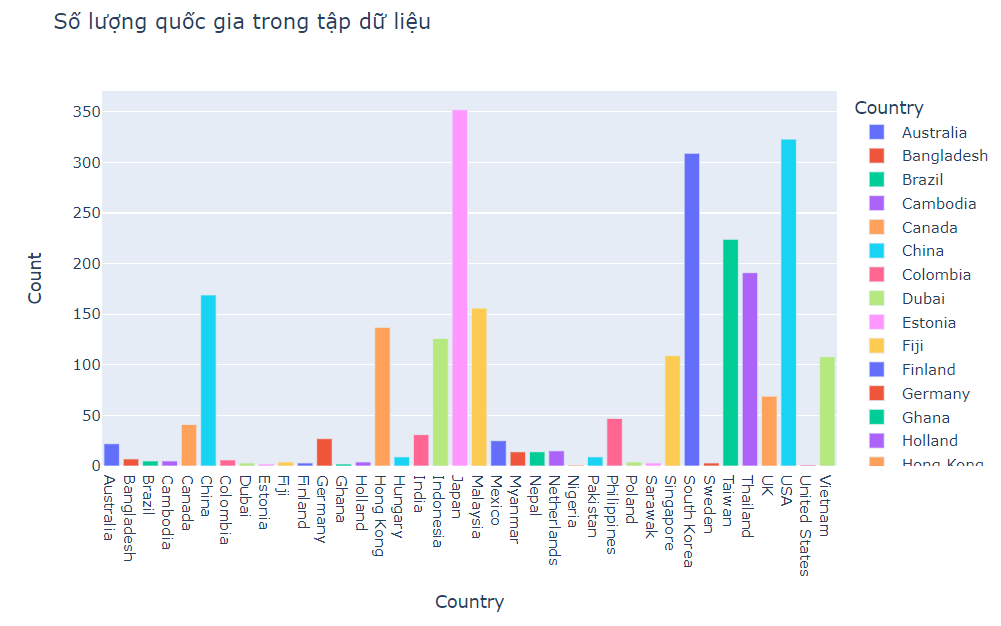 Số lượng quốc gia trong tập dữ liệu
Count
350
300
250
200
150
100
50
0
Australia
Bangladesh
Brazil
Cambodia
Canada
China
Colombia
Dubai
Estonia
Fiji
Finland
Germany
Ghana
Holland
Hong Kong
Hungary
India
Indonesia
Japan
Malaysia
Mexico
Myanmar
Nepal
Netherlands
Nigeria
Pakistan
Philippines
Poland
Sarawak
Singapore
South Korea
Sweden
Taiwan
Thailand
UK
USA
United States
Vietnam
Country
Country
Australia
Bangladesh
Brazil
Cambodia
Canada
China
Colombia
Dubai
Estonia
Fiji
Finland
Germany
Ghana
Holland
Hong Kong